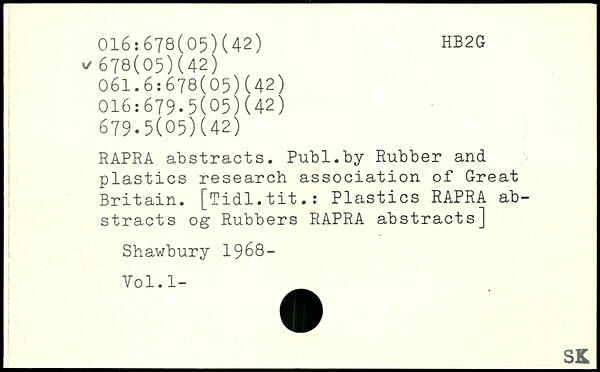 016:678(05)(42) HB2G
✓ 678(05)(42)
061.6:678(05)(42)
016:679.5(05)(42)
679.5(05)(42)
RAPRA abstracts. Publ.by Rubber and
plastics research association of Great
Britain. [Tidl.tit.: Plastics RAPRA ab-
stracts og Rubbers RAPRA abstracts]
Shawbury 1968-
Vol.1-
SK